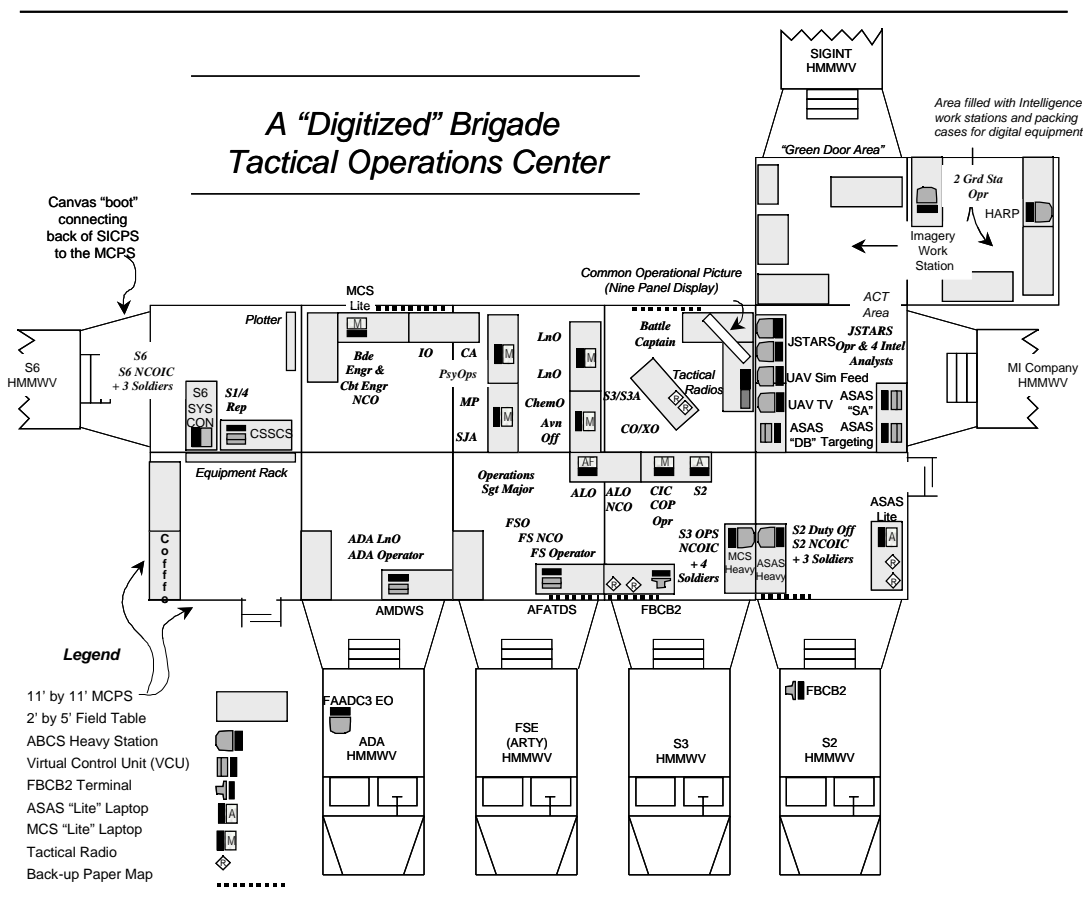 SIGINT
HMMWV
A “Digitized” Brigade
Tactical Operations Center
Area filled with Intelligence
work stations and packing
cases for digital equipment
“Green Door Area”
2 Grd Sta
Opr
HARP
Imagery
Work
Station
ACT
Area
Canvas “boot”
connecting
back of SICPS
to the MCPS
Common Operational Picture
(Nine Panel Display)
MCS
Lite
Plotter
S6
HMMWV
S6
S6 NCOIC
+ 3 Soldiers
S6
SYS
CON
S1/4
Rep
CSSCS
Equipment Rack
M
Bde
Engr &
Cbt Engr
NCO
IO
CA
PsyOps
MP
SJA
M
M
LnO
LnO
ChemO
Avn
Off
M
M
Battle
Captain
Tactical
Radios
S3/S3A
R
R
CO/XO
JSTARS
JSTARS
Opr & 4 Intel
Analysts
UAV Sim Feed
UAV TV
ASAS
“SA”
ASAS
“DB”
ASAS
Targeting
MI Company
HMMWV
Operations
Sgt Major
AF
M
A
ALO
ALO
NCO
CIC
COP
Opr
S2
Coffe
ADA LnO
ADA Operator
FSO
FS NCO
FS Operator
R
R
S3 OPS
NCOIC
+ 4
Soldiers
MCS
Heavy
ASAS
Heavy
S2 Duty Off
S2 NCOIC
+ 3 Soldiers
ASAS
Lite
A
R
R
AMDWS
AFATDS
FBCB2
FAADC3 EO
ADA
HMMWV
FSE
(ARTY)
HMMWV
S3
HMMWV
FBCB2
S2
HMMWV
Legend
11’ by 11’ MCPS
2’ by 5’ Field Table
ABCS Heavy Station
Virtual Control Unit (VCU)
FBCB2 Terminal
ASAS “Lite” Laptop
A
MCS “Lite” Laptop
M
Tactical Radio
R
Back-up Paper Map